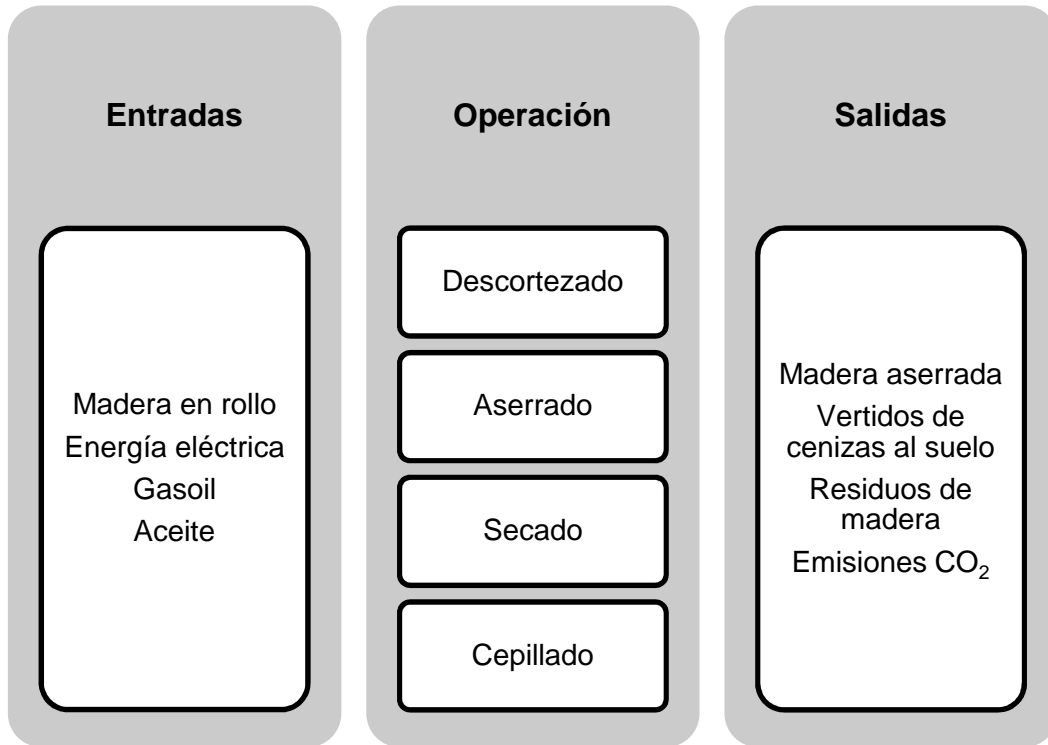 Entradas
Madera en rollo
Energía eléctrica
Gasoil
Aceite
Operación
Descortezado
Aserrado
Secado
Cepillado
Salidas
Madera aserrada
Vertidos de
cenizas al suelo
Residuos de
madera
Emisiones CO₂